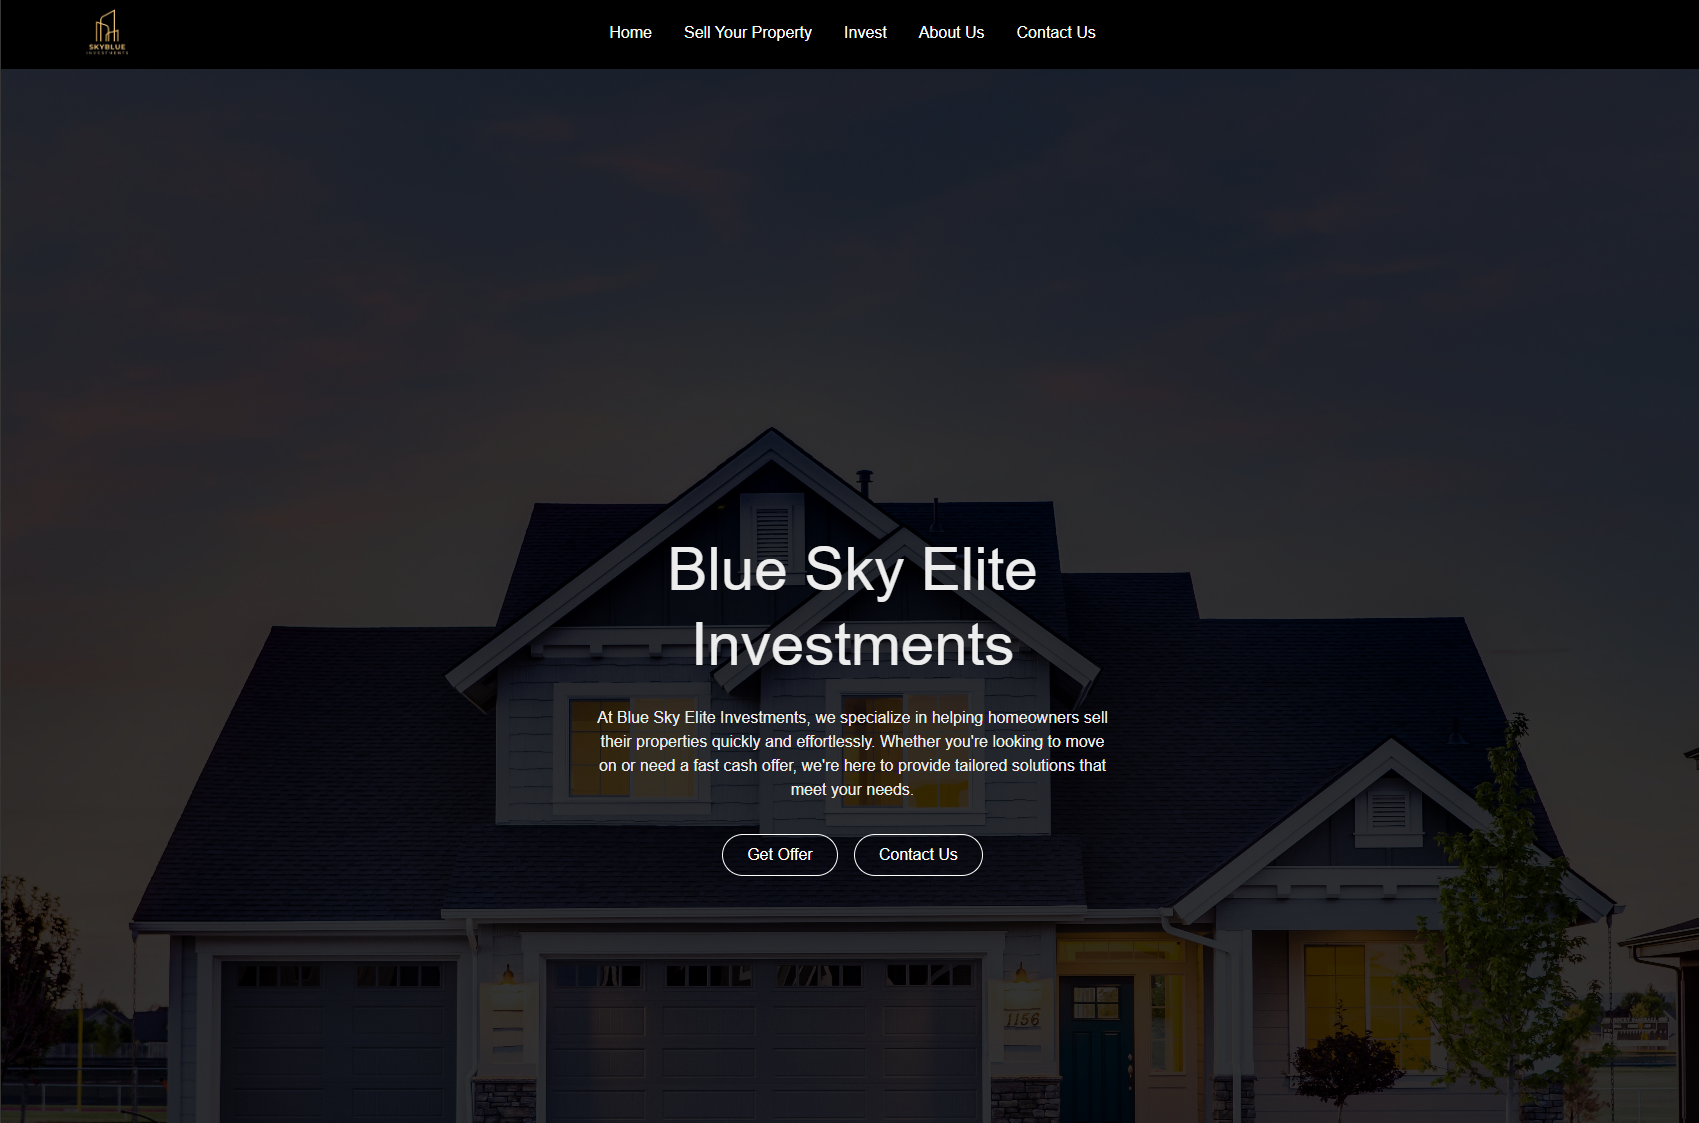 SKYBLUE
INVESTMENTS
Home Sell Your Property Invest About Us Contact Us
Blue Sky Elite
Investments
At Blue Sky Elite Investments, we specialize in helping homeowners sell
their properties quickly and effortlessly. Whether you're looking to move
on or need a fast cash offer, we're here to provide tailored solutions that
meet your needs.
Get Offer Contact Us
1156